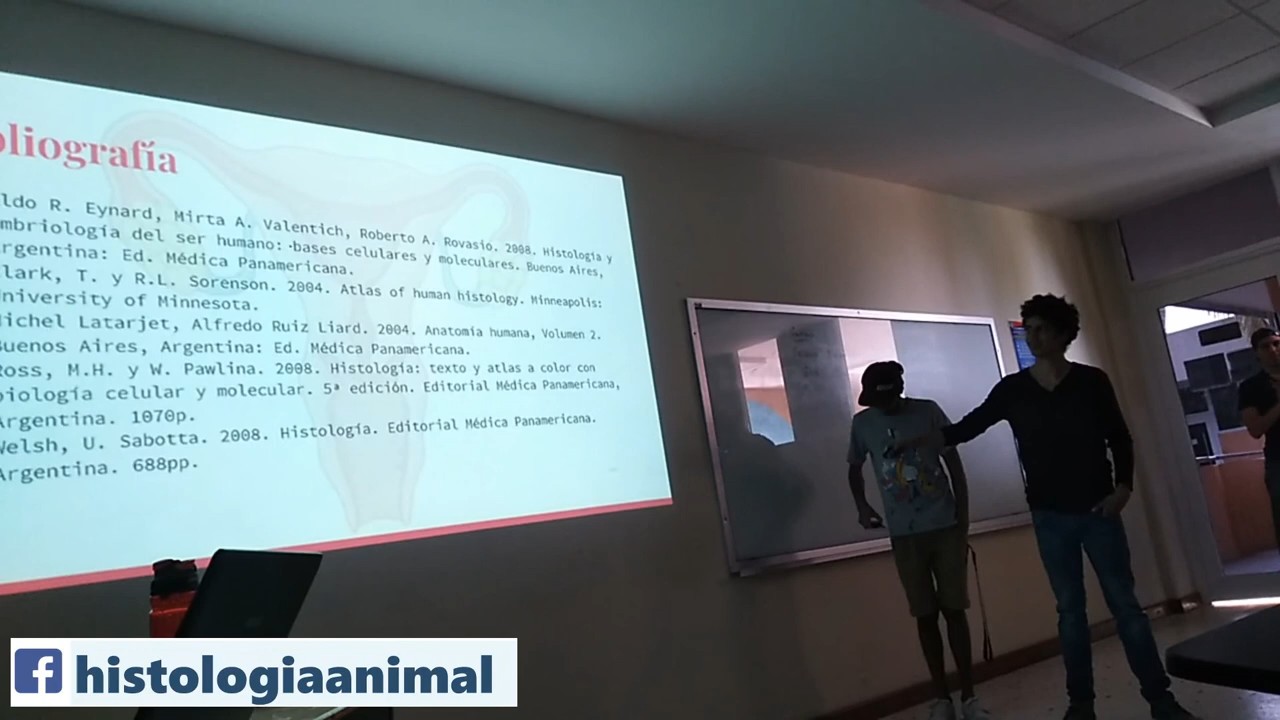 bliografía
ldo R. Eynard, Mirta A. Valentich, Roberto A. Rovasio. 2008. Histología y
mbriología del ser humano: ·bases celulares y moleculares. Buenos Aires,
rgentina: Ed. Médica Panamericana.
lark, T. y R.L. Sorenson. 2004. Atlas of human histology. Minneapolis:
University of Minnesota.
Michel Latarjet, Alfredo Ruiz Liard. 2004. Anatomía humana, Volumen 2.
Buenos Aires, Argentina: Ed. Médica Panamericana.
Ross, M.H. y W. Pawlina. 2008. Histología: texto y atlas a color con
biología celular y molecular. 5ª edición. Editorial Médica Panamericana,
Argentina. 1070p.
Welsh, U. Sabotta. 2008. Histología. Editorial Médica Panamericana.
Argentina. 688pp.
f histologiaanimal